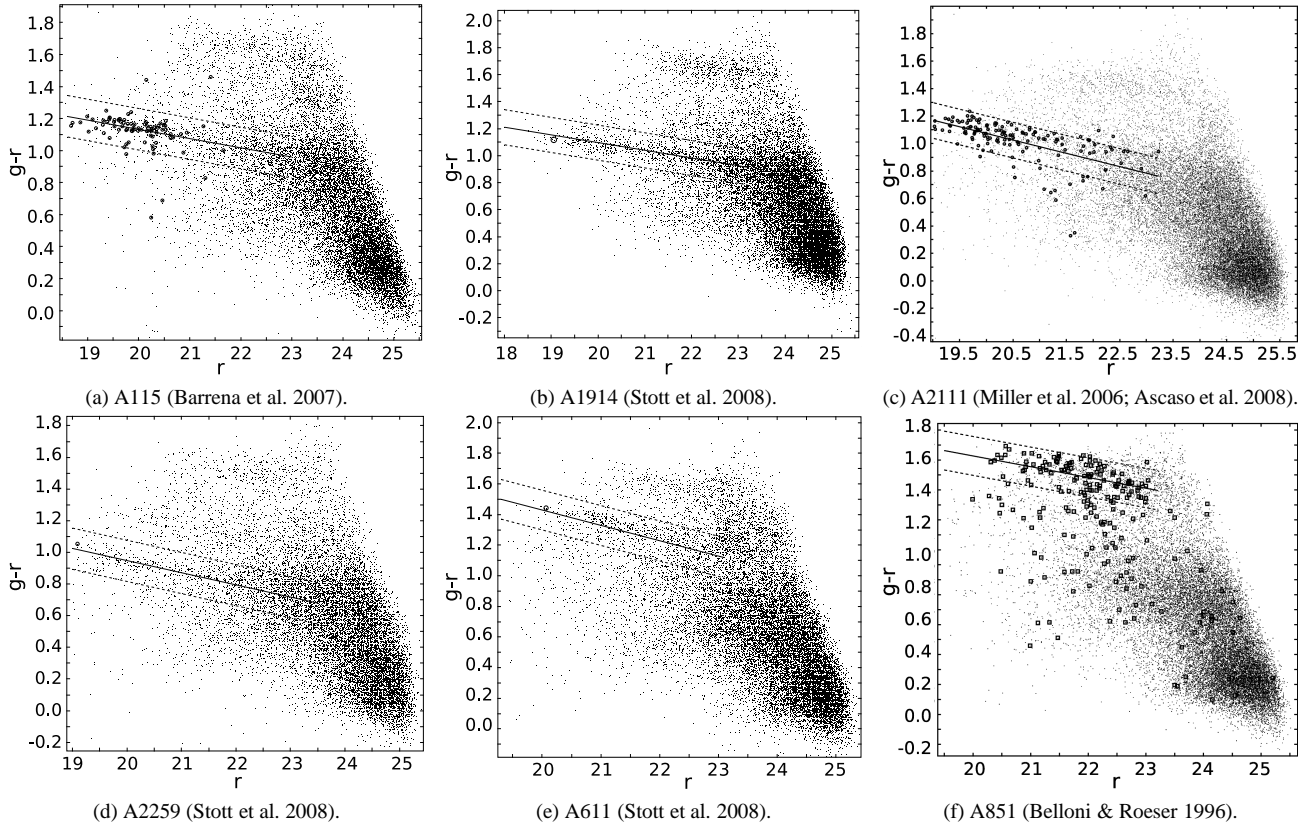 1.8
1.6
1.4
1.2
1.0
0.8
0.6
0.4
0.2
0.0
g-r
19 20 21 22 23 24 25
r
(a) A115 (Barrena et al. 2007).
2.0
1.8
1.6
1.4
1.2
1.0
0.8
0.6
0.4
0.2
0.0
-0.2
g-r
18 19 20 21 22 23 24 25
r
(b) A1914 (Stott et al. 2008).
1.8
1.6
1.4
1.2
1.0
0.8
0.6
0.4
0.2
0.0
-0.2
-0.4
g-r
19.5 20.5 21.5 22.5 23.5 24.5 25.5
r
(c) A2111 (Miller et al. 2006; Ascaso et al. 2008).
1.8
1.6
1.4
1.2
1.0
0.8
0.6
0.4
0.2
0.0
-0.2
g-r
19 20 21 22 23 24 25
r
(d) A2259 (Stott et al. 2008).
2.0
1.8
1.6
1.4
1.2
1.0
0.8
0.6
0.4
0.2
0.0
g-r
20 21 22 23 24 25
r
(e) A611 (Stott et al. 2008).
1.8
1.6
1.4
1.2
1.0
0.8
0.6
0.4
0.2
0.0
-0.2
g-r
20 21 22 23 24 25
r
(f) A851 (Belloni & Roeser 1996).